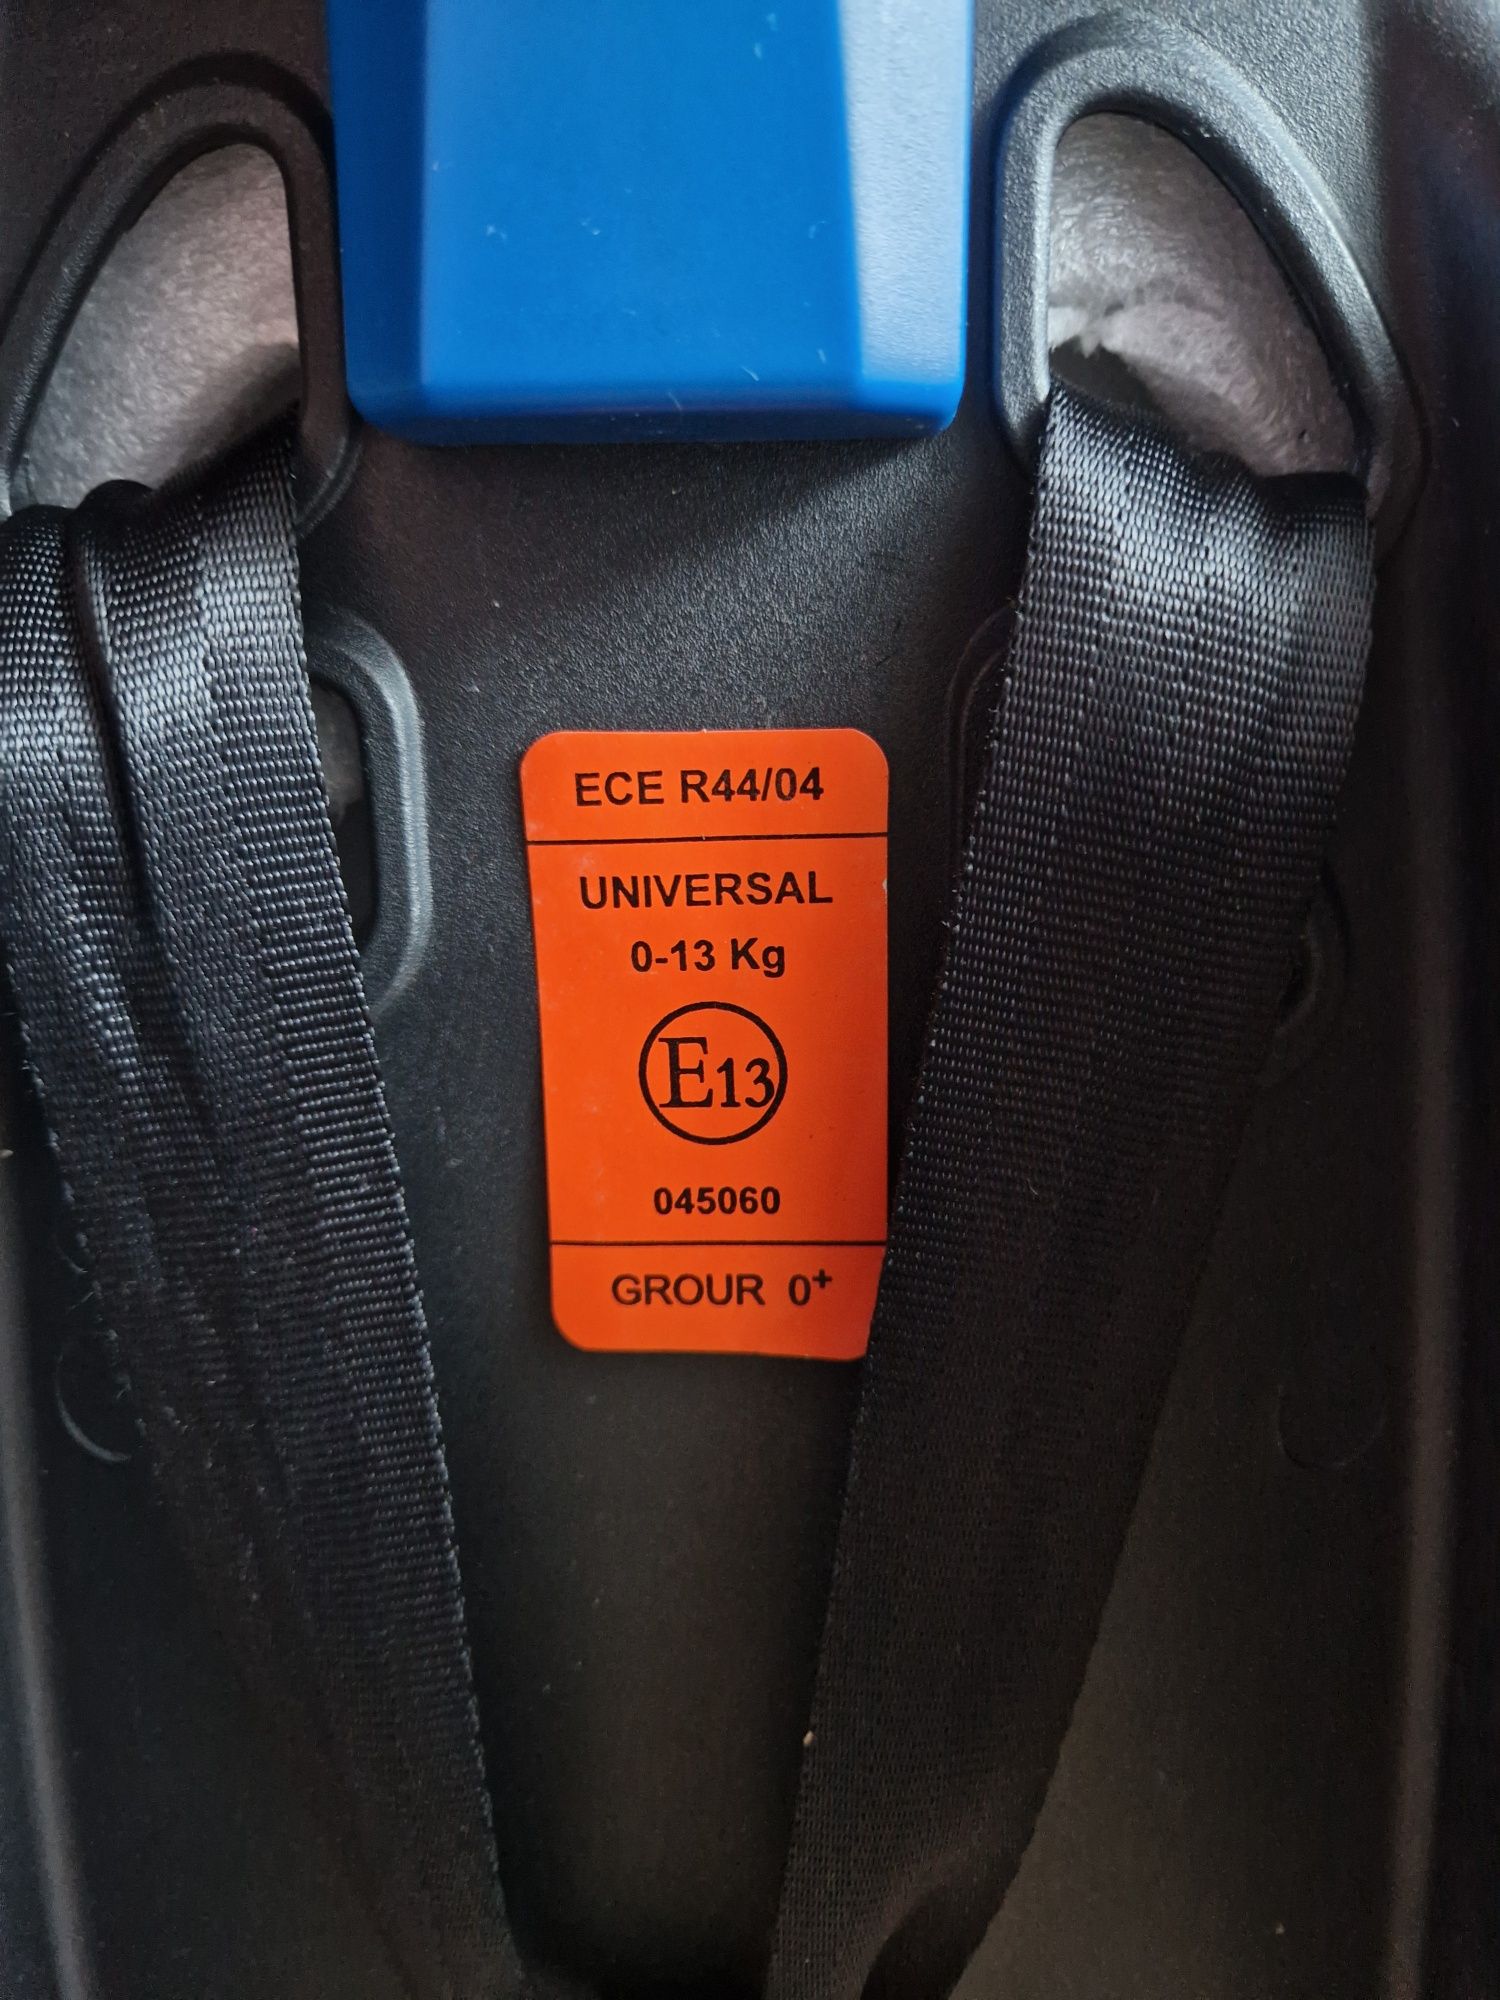 ECE R44/04
UNIVERSAL
0-13 Kg
E13
045060
GROUR 0+